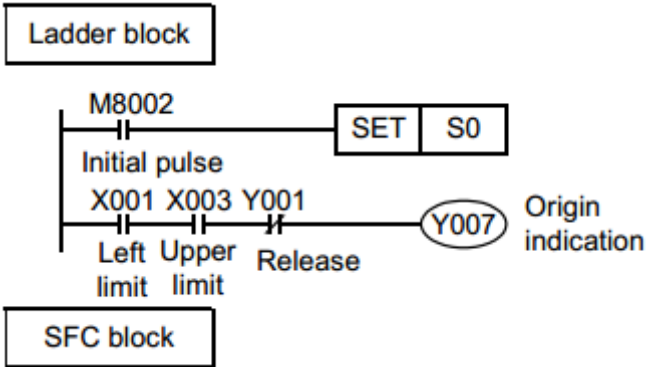 Ladder block
M8002
SET S0
Initial pulse
X001 X003 Y001
Y007
Origin
indication
Left
limit
Upper
limit
Release
SFC block